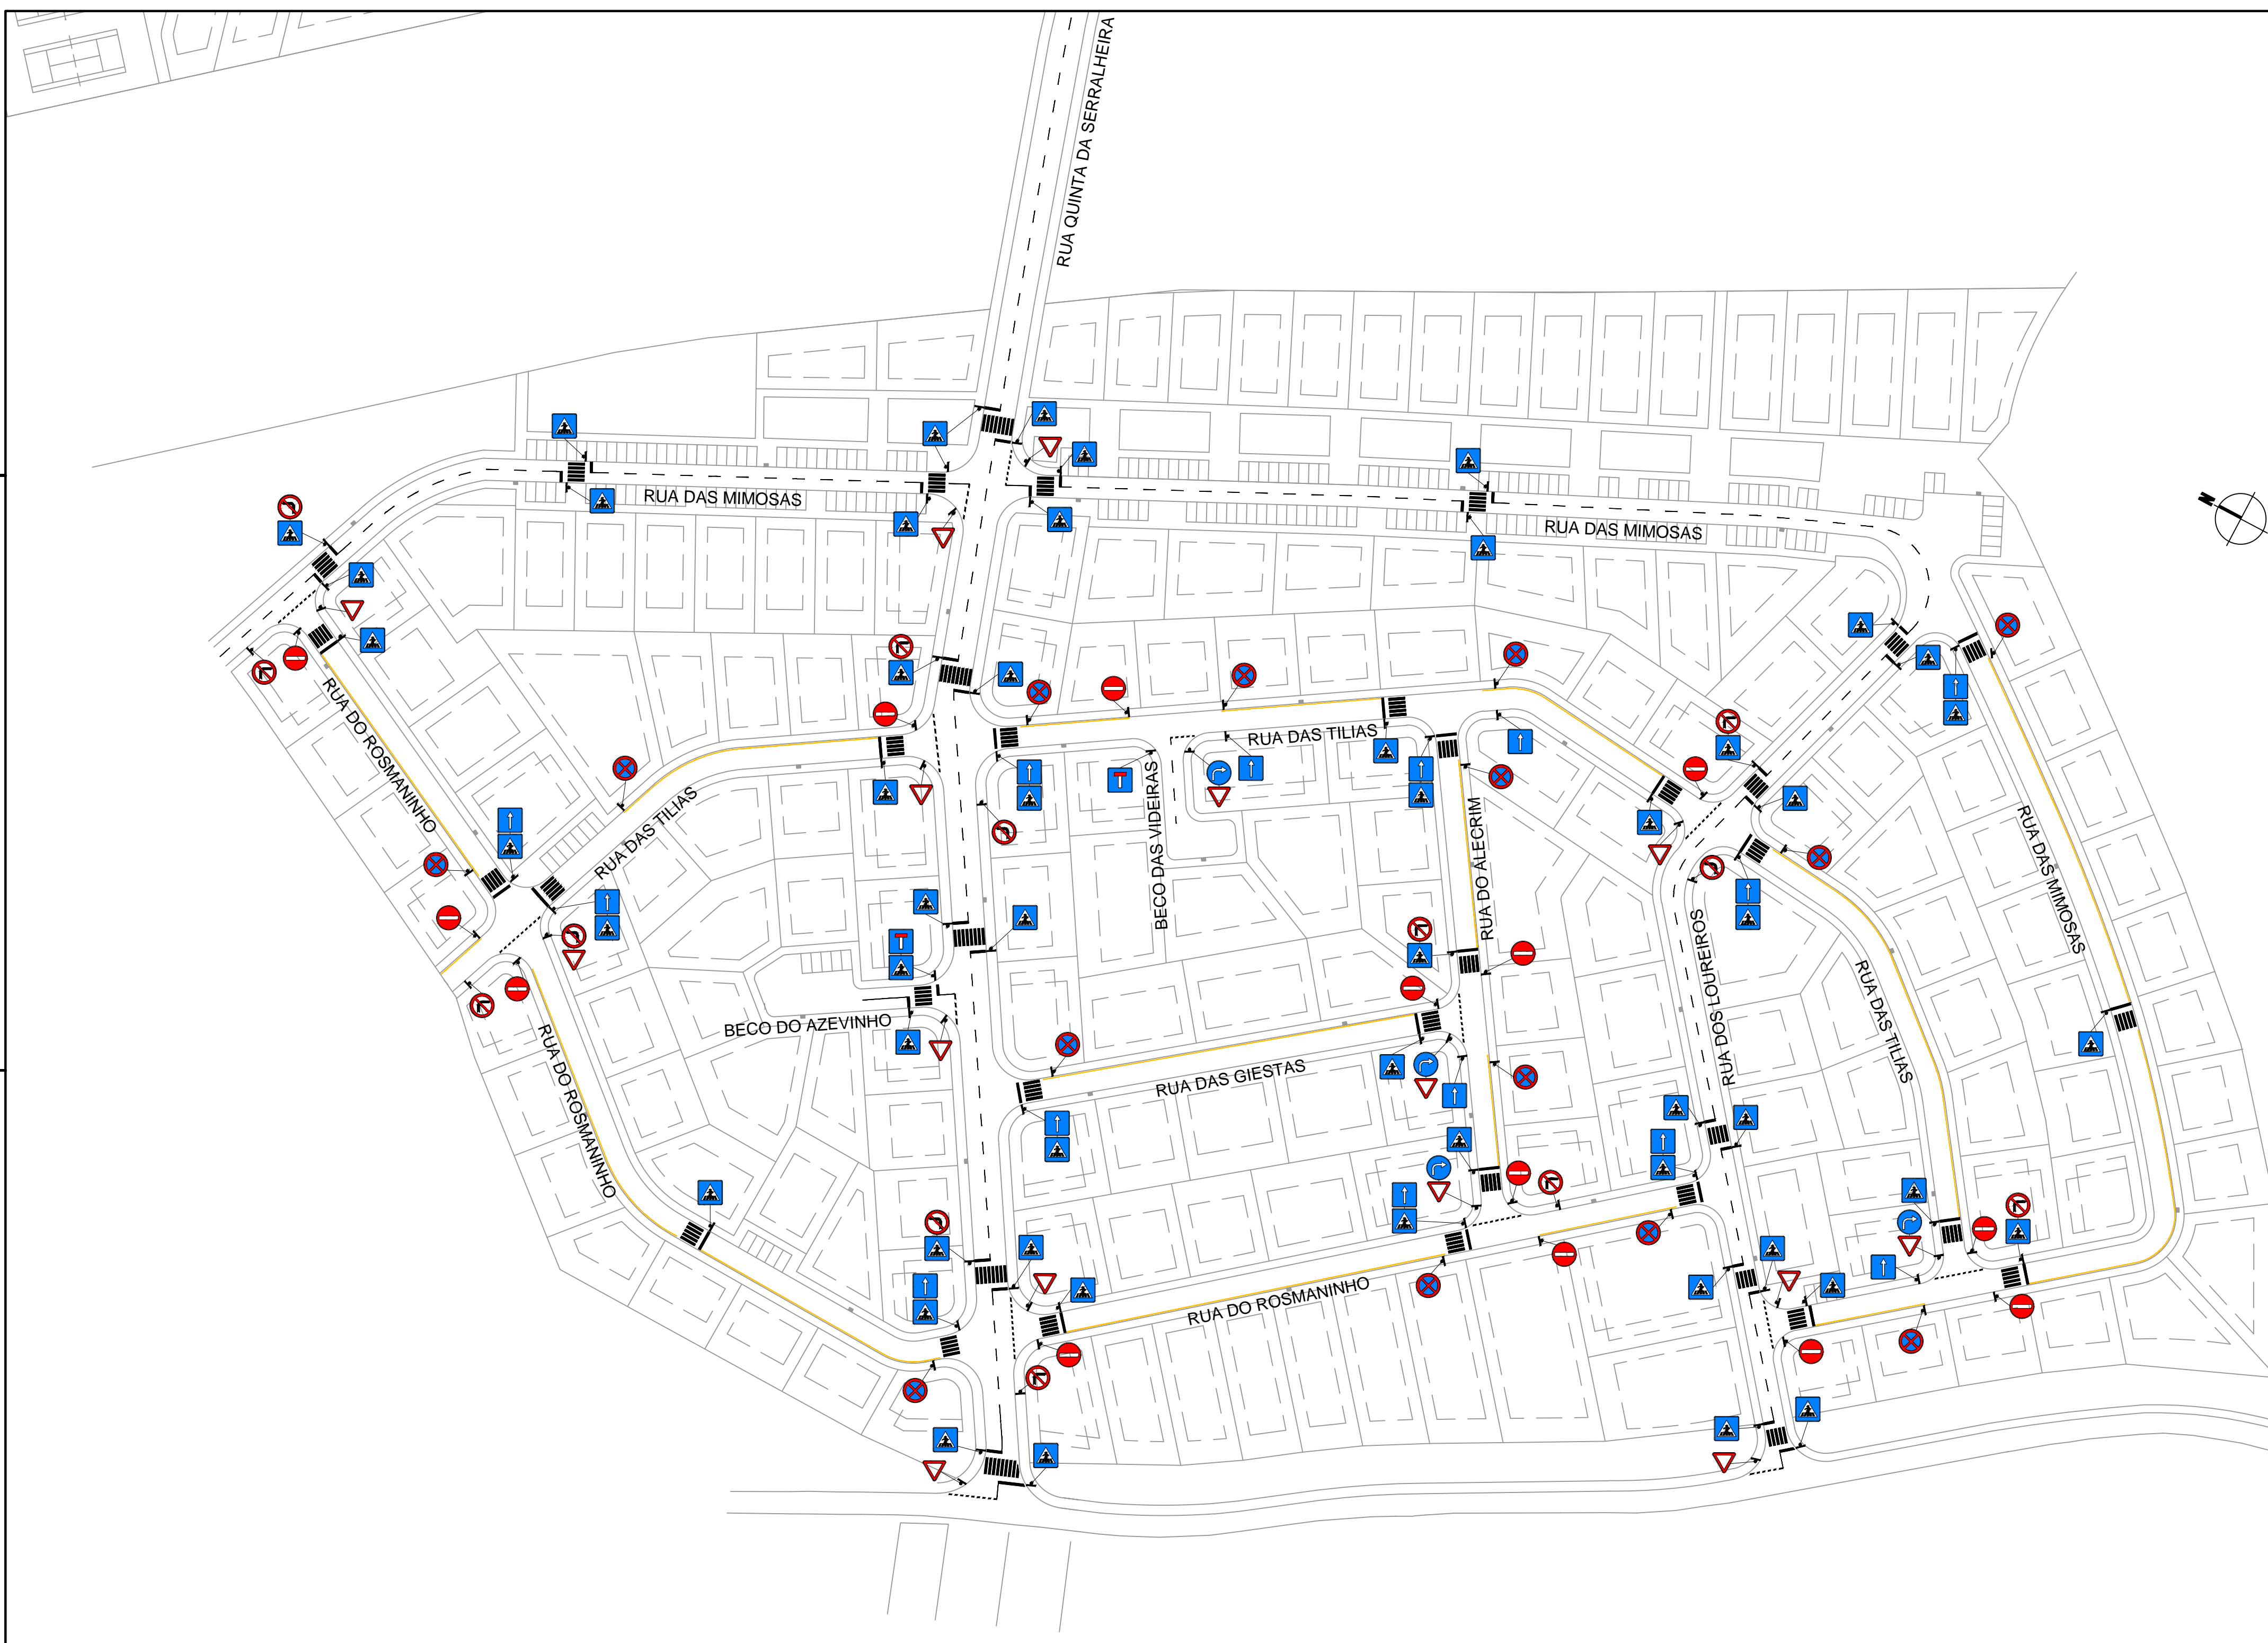 RUA QUINTA DA SERRALHEIRA
RUA DAS MIMOSAS
RUA DAS MIMOSAS
N
RUA DO ROSMANINHO
RUA DAS TILIAS
RUA DAS TILIAS
BECO DAS VIDEIRAS
RUA DO ALECRIM
RUA DAS MIMOSAS
RUA DOS LOUREIROS
RUA DAS TILIAS
BECO DO AZEVINHO
RUA DO ROSMANINHO
RUA DAS GIESTAS
RUA DO ROSMANINHO